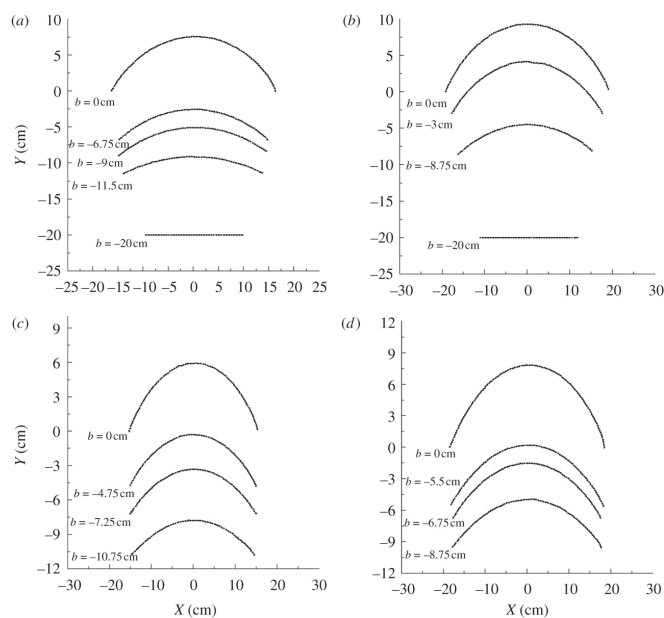 (a)
10
5
0
−5
−10
−15
−20
−25
Y (cm)
b = 0 cm
b = −6.75 cm
b = −9 cm
b = −11.5 cm
b = −20 cm
−25 −20 −15 −10 −5 0 5 10 15 20 25
(b)
10
5
0
−5
−10
−15
−20
−25
b = 0 cm
b = −3 cm
b = −8.75 cm
b = −20 cm
−30 −20 −10 0 10 20 30
(c)
9
6
3
0
−3
−6
−9
−12
Y (cm)
b = 0 cm
b = −4.75 cm
b = −7.25 cm
b = −10.75 cm
−30 −20 −10 0 10 20 30
X (cm)
(d)
12
9
6
3
0
−3
−6
−9
−12
b = 0 cm
b = −5.5 cm
b = −6.75 cm
b = −8.75 cm
−30 −20 −10 0 10 20 30
X (cm)